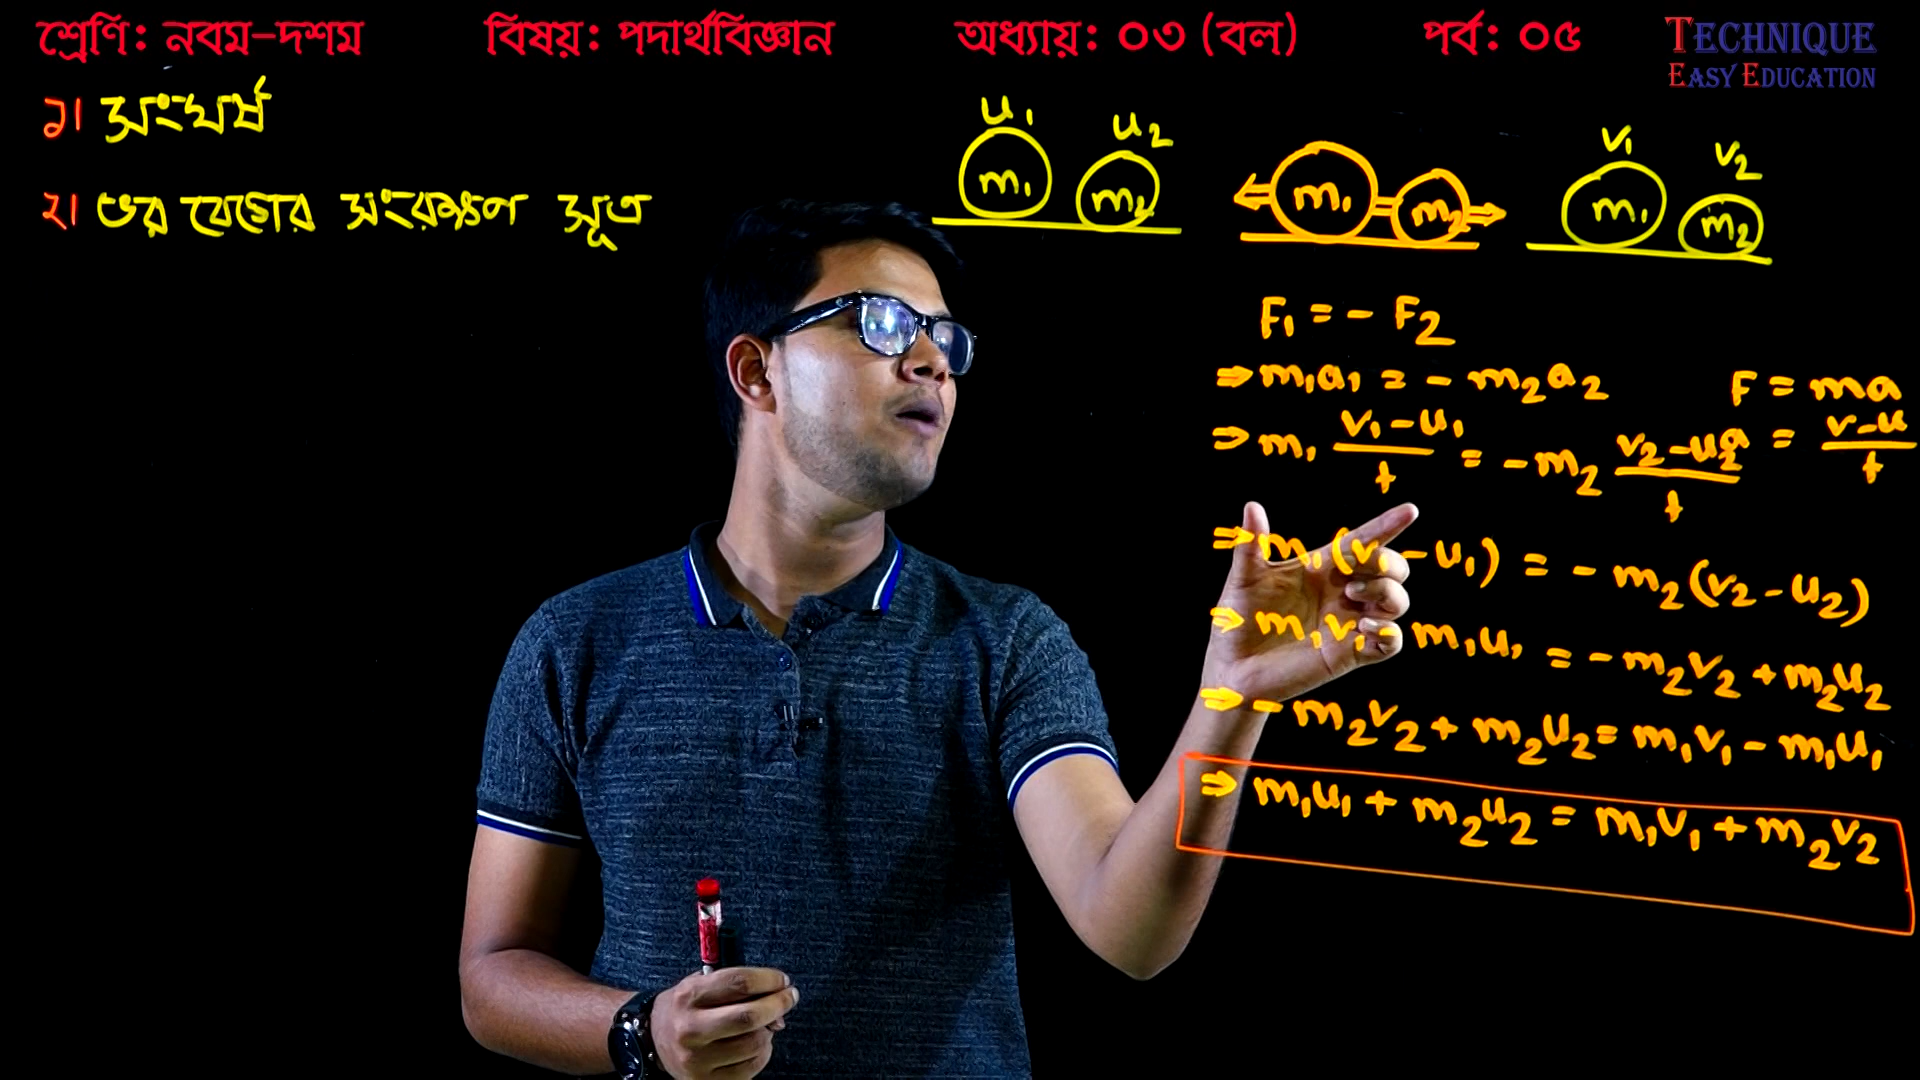 শ্রেণি: নবম-দশম বিষয়: পদার্থবিজ্ঞান অধ্যায়: ০৩ (বল) পর্ব: ০৫
TECHNIQUE
EASY EDUCATION
১। সংঘর্ষ
২। ভর বেগের সংরক্ষণ সূত্র
u₁ u₂ v₁ v₂
m₁ m₂ m₁ m₂ m₁ m₂
F₁ = - F₂
⇒ m₁a₁ = - m₂a₂ F = ma
⇒ m₁ (v₁-u₁)/t = - m₂ (v₂-u₂)/t a = (v-u)/t
⇒ m₁(v₁-u₁) = - m₂(v₂-u₂)
⇒ m₁v₁ - m₁u₁ = - m₂v₂ + m₂u₂
⇒ - m₂v₂ + m₂u₂ = m₁v₁ - m₁u₁
⇒ m₁u₁ + m₂u₂ = m₁v₁ + m₂v₂